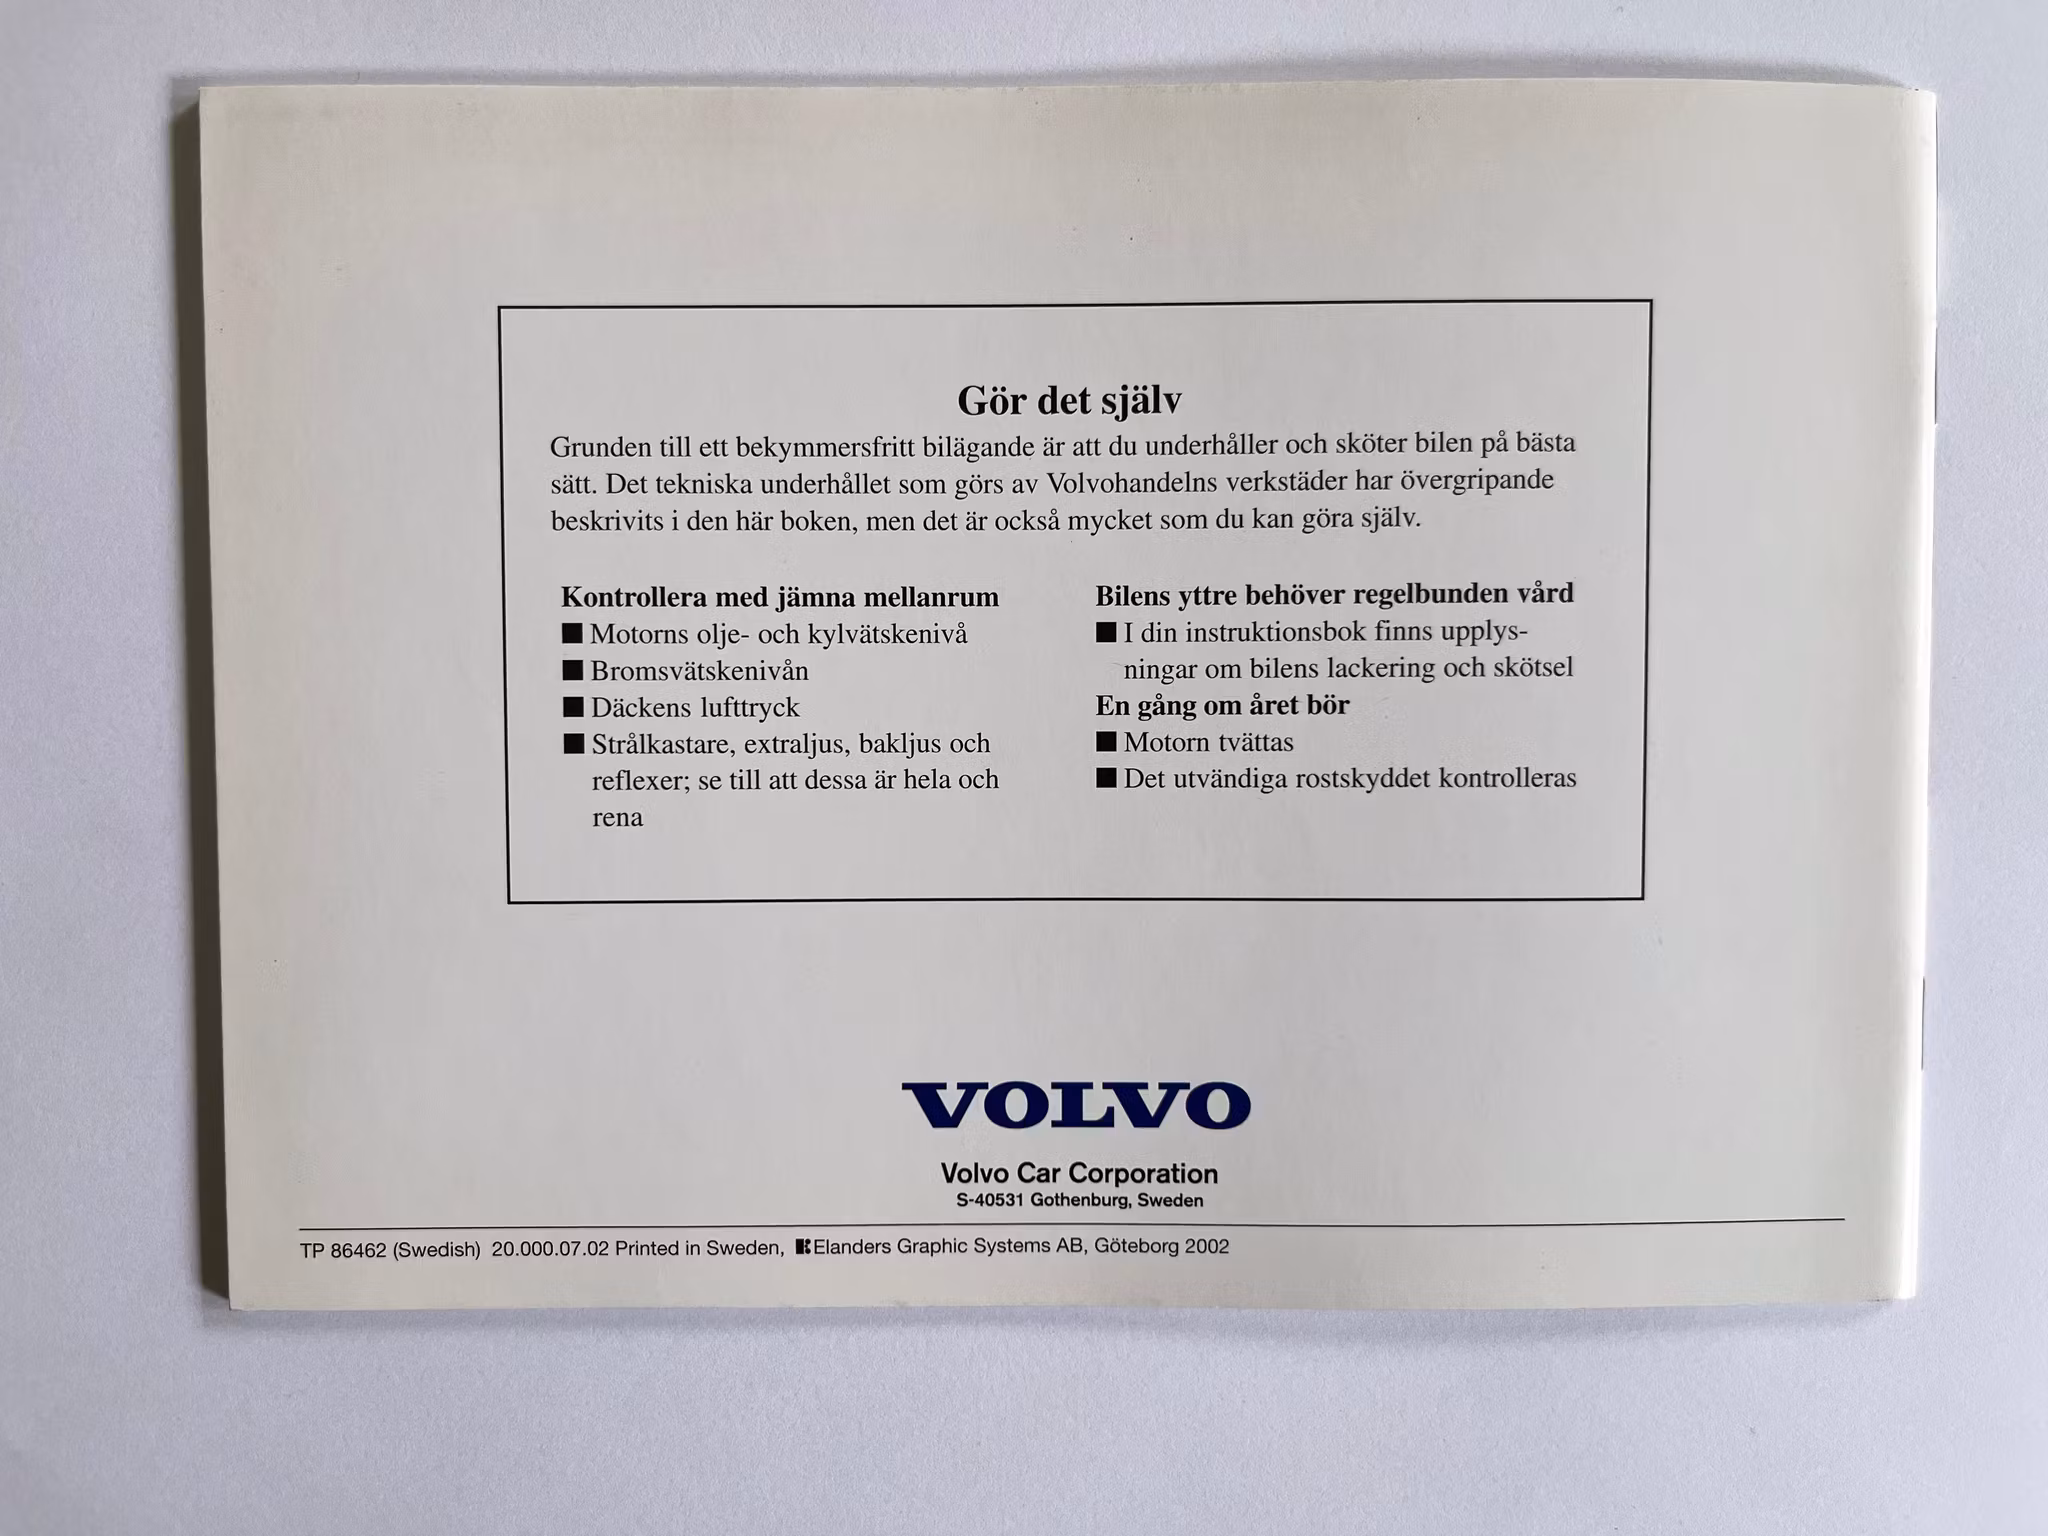 Gör det själv
Grunden till ett bekymmersfritt bilägande är att du underhåller och sköter bilen på bästa
sätt. Det tekniska underhållet som görs av Volvohandelns verkstäder har övergripande
beskrivits i den här boken, men det är också mycket som du kan göra själv.
Kontrollera med jämna mellanrum
■ Motorns olje- och kylvätskenivå
■ Bromsvätskenivån
■ Däckens lufttryck
■ Strålkastare, extraljus, bakljus och
reflexer; se till att dessa är hela och
rena
Bilens yttre behöver regelbunden vård
■ I din instruktionsbok finns upplys-
ningar om bilens lackering och skötsel
En gång om året bör
■ Motorn tvättas
■ Det utvändiga rostskyddet kontrolleras
VOLVO
Volvo Car Corporation
S-40531 Gothenburg, Sweden
TP 86462 (Swedish) 20.000.07.02 Printed in Sweden, Elanders Graphic Systems AB, Göteborg 2002